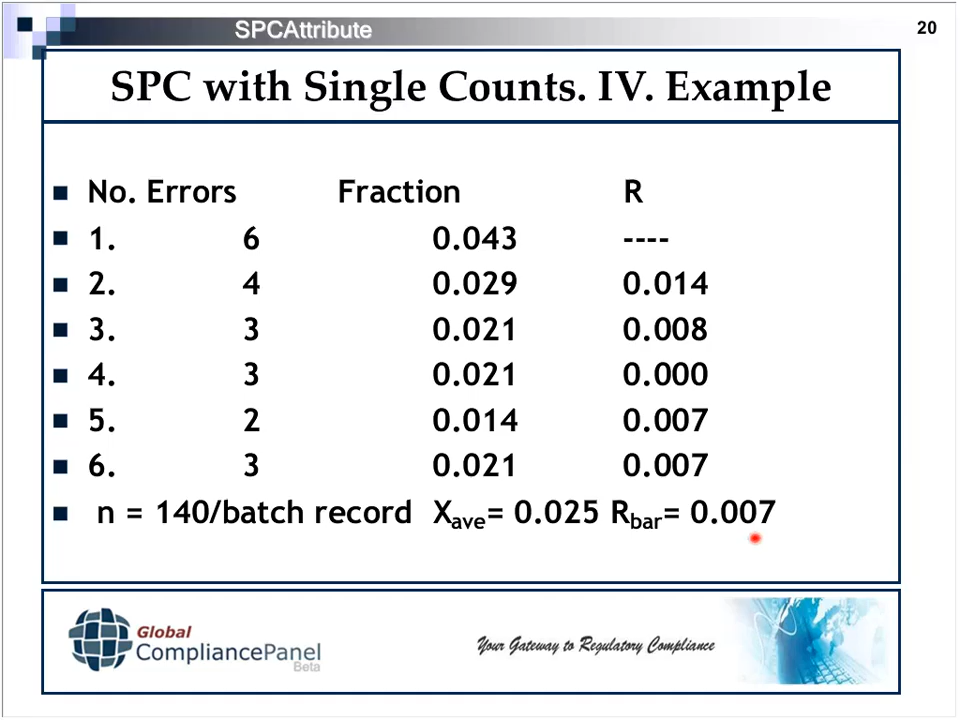 SPCAttribute
20
SPC with Single Counts. IV. Example
No. Errors Fraction R
1. 6 0.043 ----
2. 4 0.029 0.014
3. 3 0.021 0.008
4. 3 0.021 0.000
5. 2 0.014 0.007
6. 3 0.021 0.007
n = 140/batch record Xave= 0.025 Rbar= 0.007
Global
CompliancePanel
Beta
Your Gateway to Regulatory Compliance